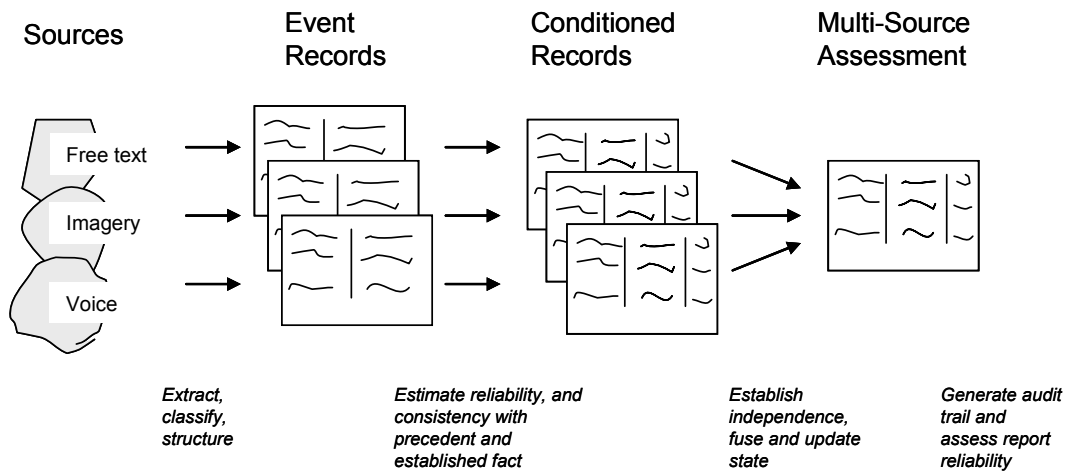 Sources
Event
Records
Conditioned
Records
Multi-Source
Assessment
Free text
Imagery
Voice
Extract,
classify,
structure
Estimate reliability, and
consistency with
precedent and
established fact
Establish
independence,
fuse and update
state
Generate audit
trail and
assess report
reliability